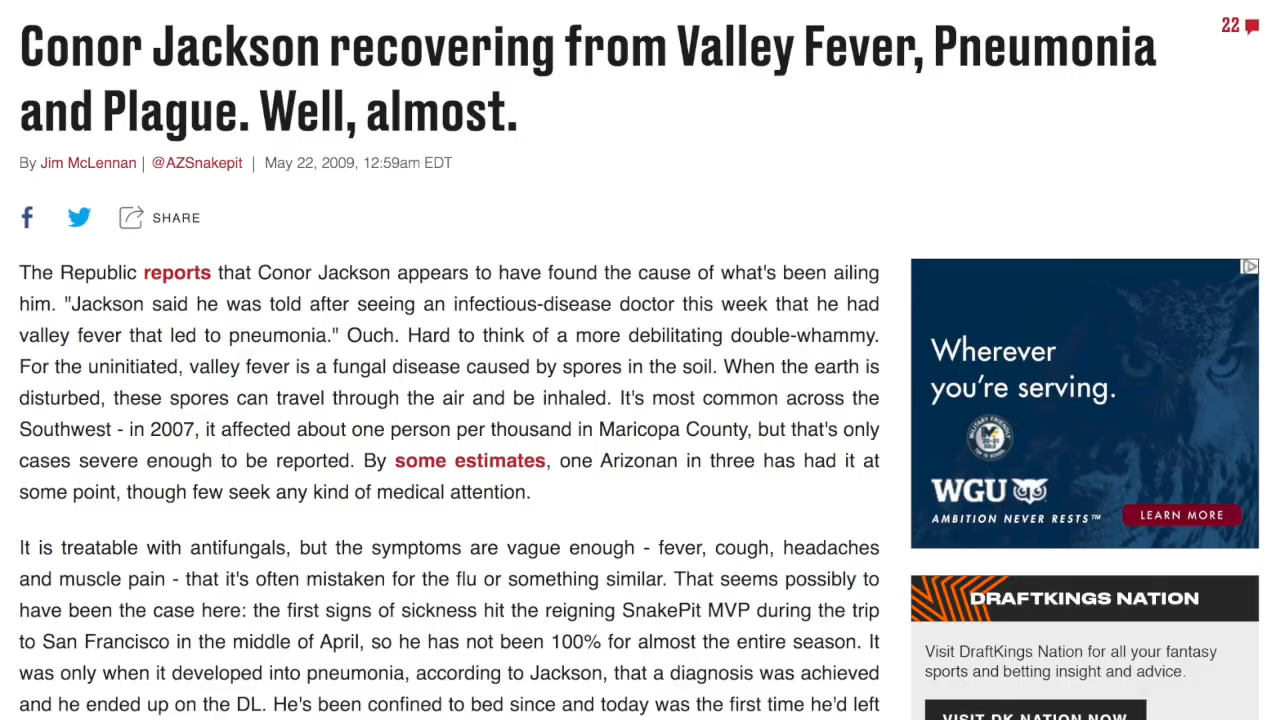 Conor Jackson recovering from Valley Fever, Pneumonia
and Plague. Well, almost.
22
By Jim McLennan | @AZSnakepit | May 22, 2009, 12:59am EDT
SHARE
The Republic reports that Conor Jackson appears to have found the cause of what's been ailing
him. "Jackson said he was told after seeing an infectious-disease doctor this week that he had
valley fever that led to pneumonia." Ouch. Hard to think of a more debilitating double-whammy.
For the uninitiated, valley fever is a fungal disease caused by spores in the soil. When the earth is
disturbed, these spores can travel through the air and be inhaled. It's most common across the
Southwest - in 2007, it affected about one person per thousand in Maricopa County, but that's only
cases severe enough to be reported. By some estimates, one Arizonan in three has had it at
some point, though few seek any kind of medical attention.
It is treatable with antifungals, but the symptoms are vague enough - fever, cough, headaches
and muscle pain - that it's often mistaken for the flu or something similar. That seems possibly to
have been the case here: the first signs of sickness hit the reigning SnakePit MVP during the trip
to San Francisco in the middle of April, so he has not been 100% for almost the entire season. It
was only when it developed into pneumonia, according to Jackson, that a diagnosis was achieved
and he ended up on the DL. He's been confined to bed since and today was the first time he'd left
Wherever
you're serving.
WGU
AMBITION NEVER RESTS™
LEARN MORE
DRAFTKINGS NATION
Visit DraftKings Nation for all your fantasy
sports and betting insight and advice.
VISIT DK NATION NOW